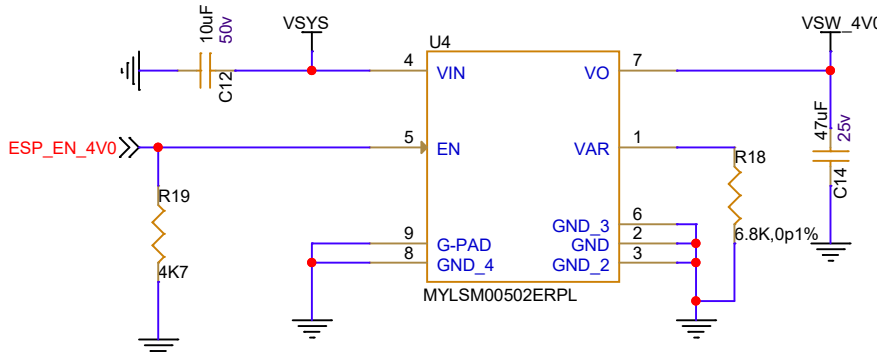 10uF
50v
C12
VSYS
VSW_4V0
U4
4
VIN
VO
7
ESP_EN_4V0
5
EN
VAR
1
R18
6.8K,0p1%
47uF
25v
C14
R19
4K7
9
G-PAD
8
GND_4
GND_3
6
GND
2
GND_2
3
MYLSM00502ERPL